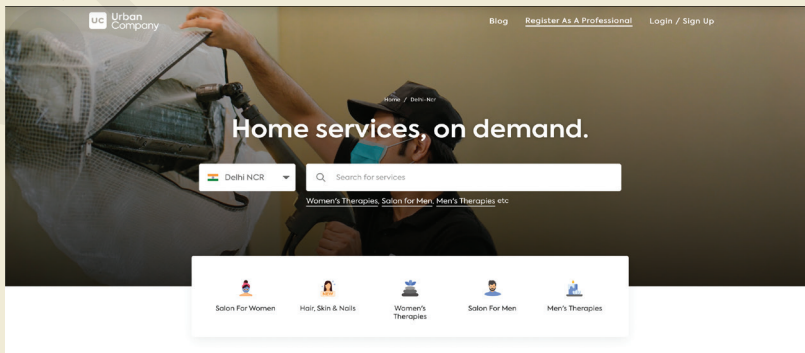 UC Urban
Company
Blog Register As A Professional Login / Sign Up
Home / Delhi-Ncr
Home services, on demand.
Delhi NCR
Search for services
Women's Therapies, Salon for Men, Men's Therapies etc
Salon For Women
Hair, Skin & Nails
Women's
Therapies
Salon For Men
Men's Therapies